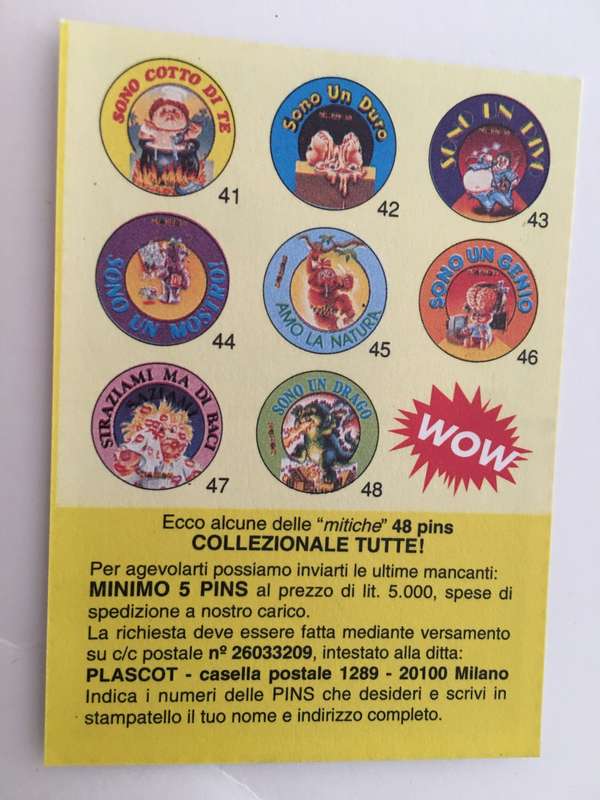 SONO COTTO DI TE
41
Sono Un Duro
42
SONO UN DIVO
43
SONO UN MOSTRO!
44
AMO LA NATURA
45
SONO UN GENIO
46
STRAZIAMI MA DI BACI
SAZIAMI
47
SONO UN DRAGO
48
WOW
Ecco alcune delle "mitiche" 48 pins
COLLEZIONALE TUTTE!
Per agevolarti possiamo inviarti le ultime mancanti:
MINIMO 5 PINS al prezzo di lit. 5.000, spese di
spedizione a nostro carico.
La richiesta deve essere fatta mediante versamento
su c/c postale nº 26033209, intestato alla ditta:
PLASCOT - casella postale 1289 - 20100 Milano
Indica i numeri delle PINS che desideri e scrivi in
stampatello il tuo nome e indirizzo completo.